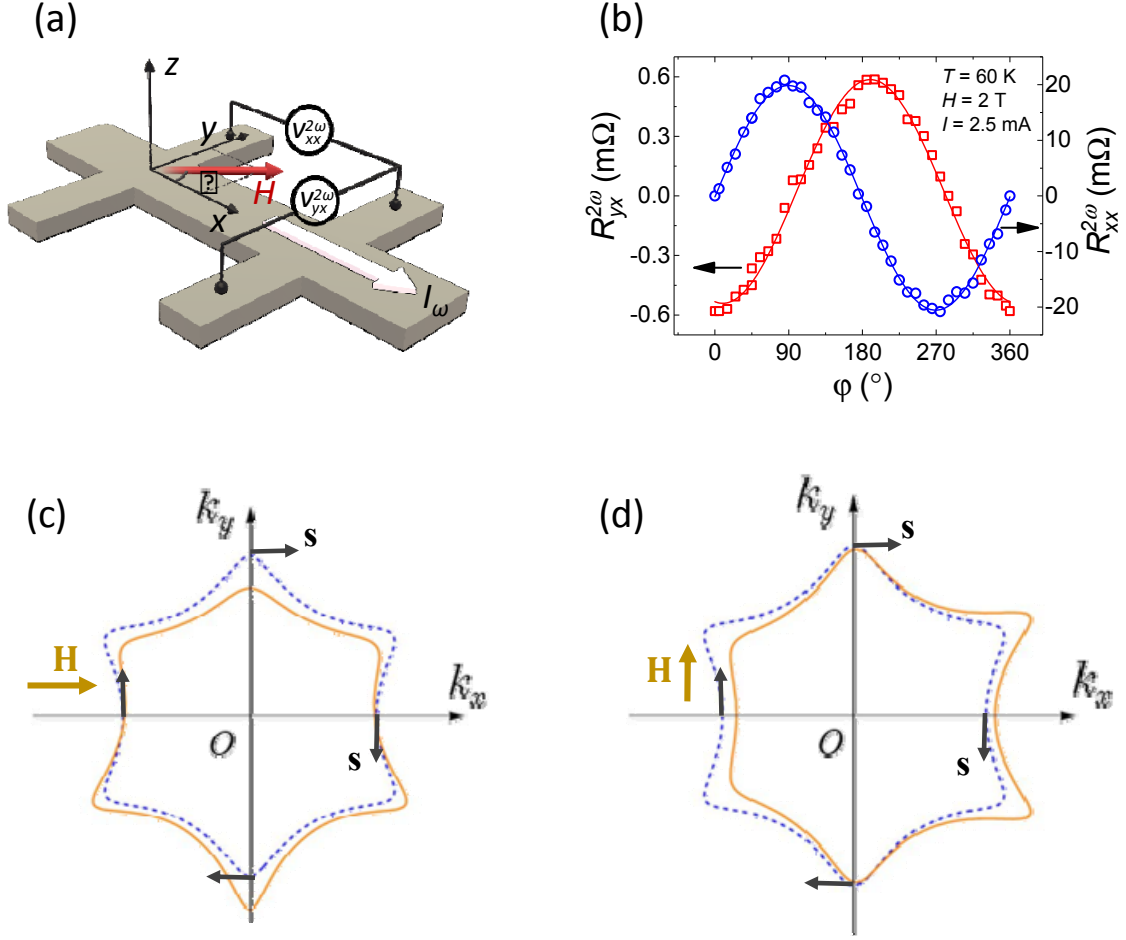 (a)
z
y
V2ω xx
H
?
V2ω yx
x
Iω
(b)
T = 60 K
H = 2 T
I = 2.5 mA
R2ω yx (mΩ)
0.6
0.3
0.0
-0.3
-0.6
20
10
0
-10
-20
R2ω xx (mΩ)
0 90 180 270 360
φ (°)
(c)
ky
s
H
kx
O
s
(d)
ky
s
H
kx
O
s